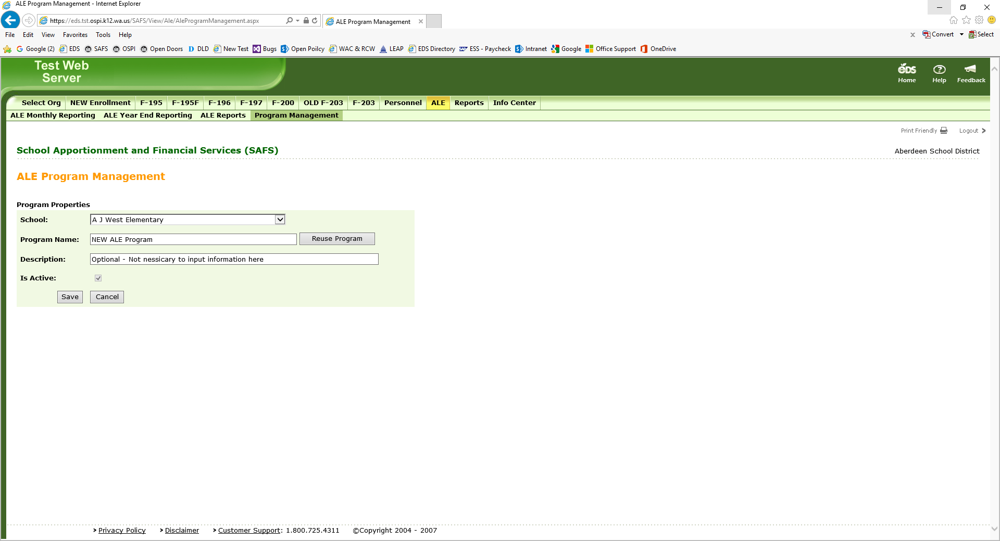 ALE Program Management - Internet Explorer
https://eds.tst.ospi.k12.wa.us/SAFS/View/Ale/AleProgramManagement.aspx
ALE Program Management
File Edit View Favorites Tools Help
x Convert Select
Google (2) EDS SAFS OSPI Open Doors DLD New Test Bugs Open Poilcy WAC & RCW LEAP EDS Directory ESS - Paycheck Intranet Google Office Support OneDrive
Test Web
Server
eds
Home Help Feedback
Select Org NEW Enrollment F-195 F-195F F-196 F-197 F-200 OLD F-203 F-203 Personnel ALE Reports Info Center
ALE Monthly Reporting ALE Year End Reporting ALE Reports Program Management
Print Friendly Logout
School Apportionment and Financial Services (SAFS)
Aberdeen School District
ALE Program Management
Program Properties
School: A J West Elementary
Program Name: NEW ALE Program Reuse Program
Description: Optional - Not nessicary to input information here
Is Active:
Save Cancel
> Privacy Policy > Disclaimer > Customer Support: 1.800.725.4311 ©Copyright 2004 - 2007